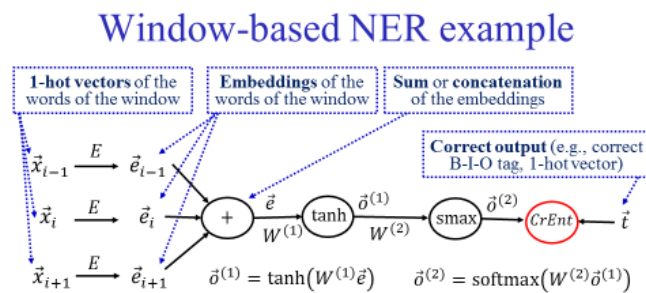 Window-based NER example
1-hot vectors of the
words of the window
Embeddings of the
words of the window
Sum or concatenation
of the embeddings
Correct output (e.g., correct
B-I-O tag, 1-hot vector)
x⃗ᵢ₋₁ E e⃗ᵢ₋₁
x⃗ᵢ E e⃗ᵢ + e⃗ W⁽¹⁾ tanh o⃗⁽¹⁾ W⁽²⁾ smax o⃗⁽²⁾ CrEnt t⃗
x⃗ᵢ₊₁ E e⃗ᵢ₊₁
o⃗⁽¹⁾ = tanh(W⁽¹⁾e⃗) o⃗⁽²⁾ = softmax(W⁽²⁾o⃗⁽¹⁾)